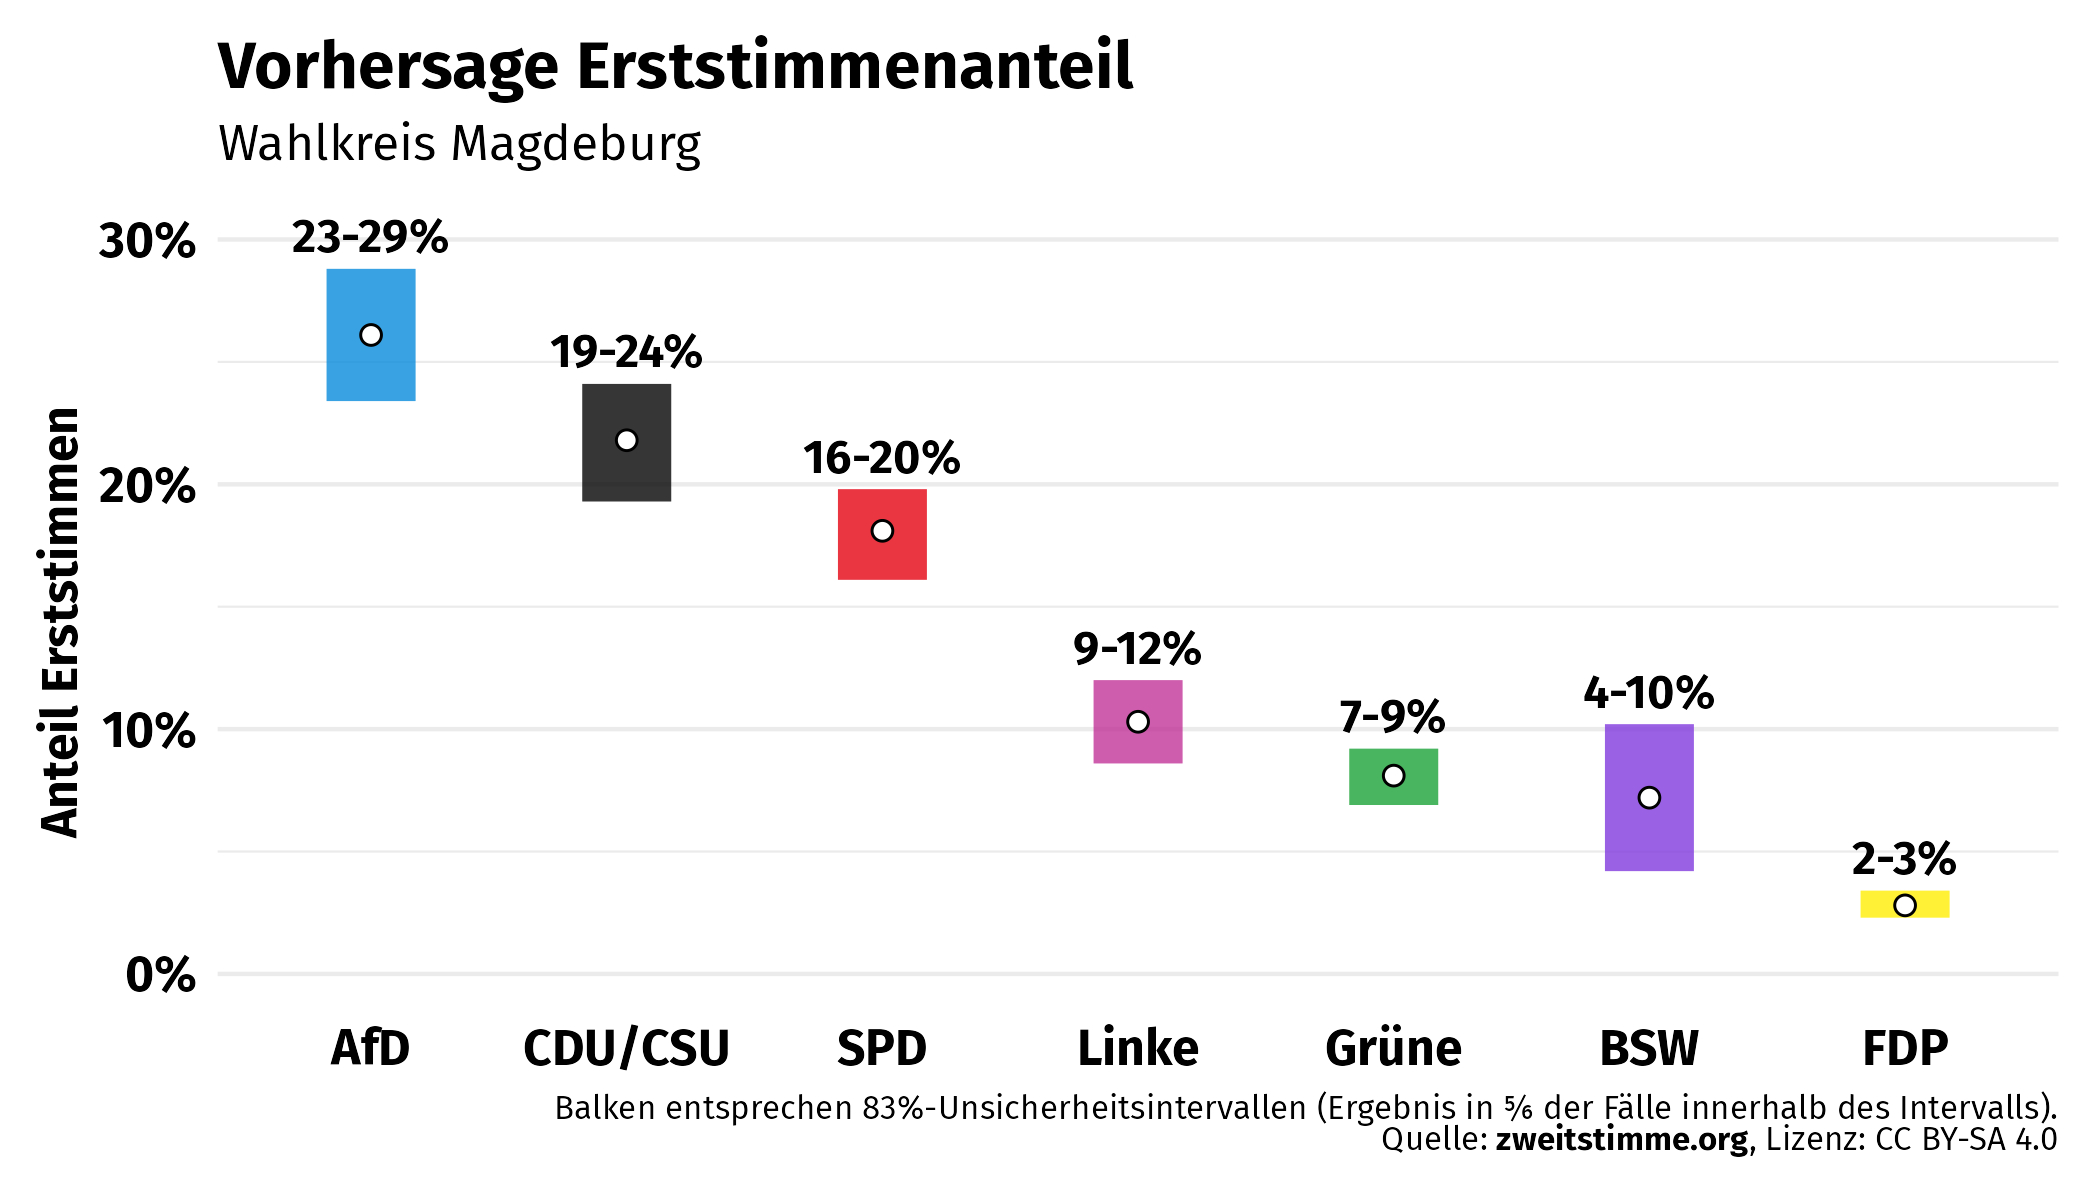 Vorhersage Erststimmenanteil
Wahlkreis Magdeburg
Anteil Erststimmen
30%
20%
10%
0%
23-29%
19-24%
16-20%
9-12%
7-9%
4-10%
2-3%
AfD CDU/CSU SPD Linke Grüne BSW FDP
Balken entsprechen 83%-Unsicherheitsintervallen (Ergebnis in ⅚ der Fälle innerhalb des Intervalls).
Quelle: zweitstimme.org, Lizenz: CC BY-SA 4.0